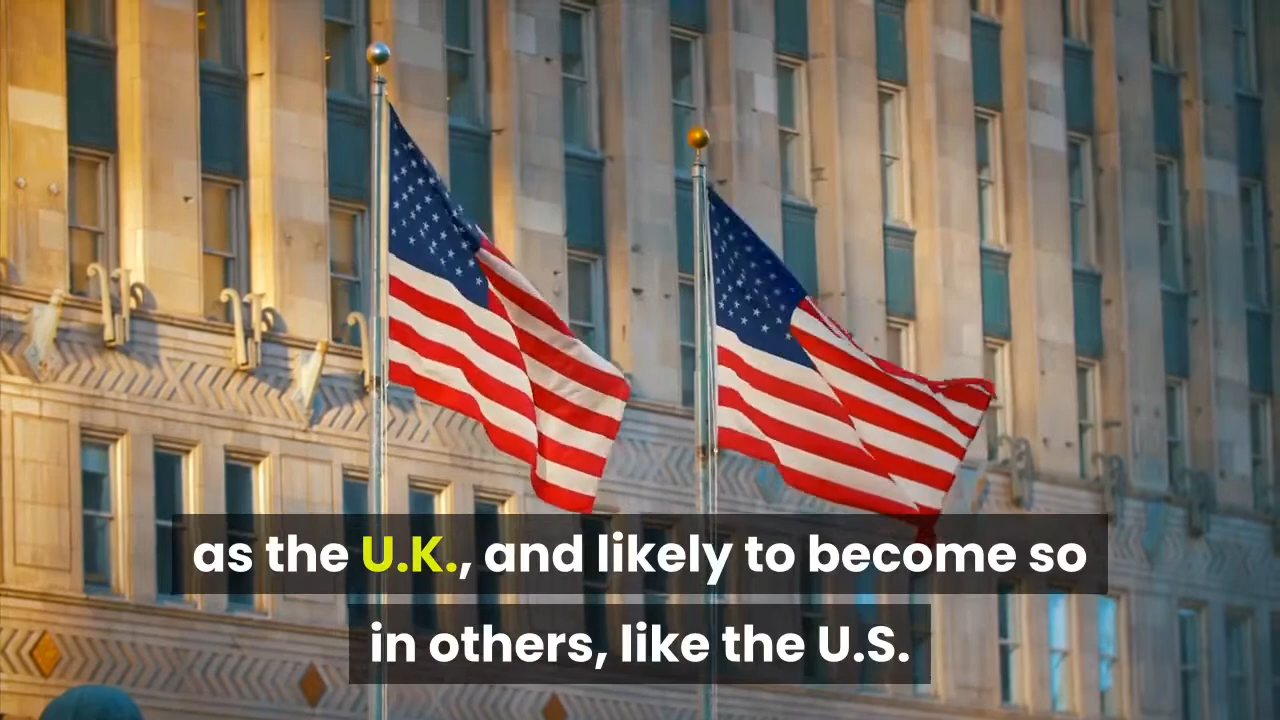 as the U.K., and likely to become so
in others, like the U.S.